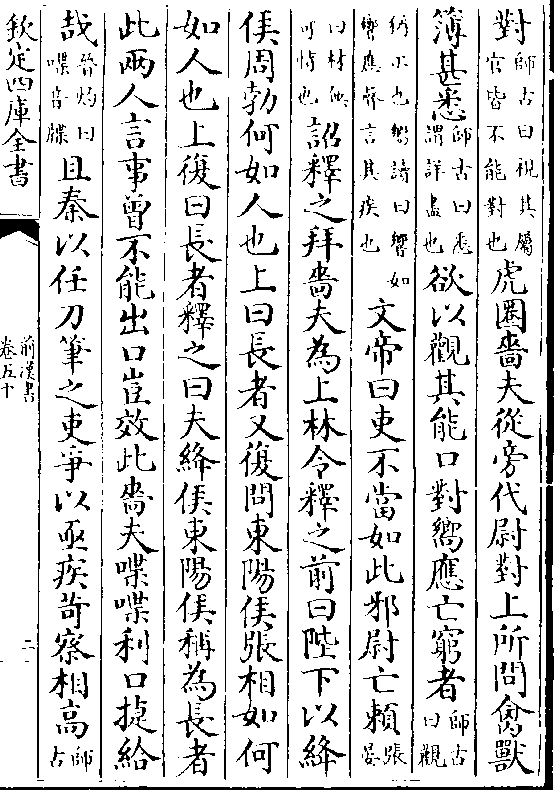 對師古曰視其屬官皆不能對也虎圈嗇夫從旁代尉對上所問禽獸
簿甚悉師古曰悉謂詳盡也欲以觀其能口對嚮應亡窮者師古曰觀
猶示也嚮讀曰響如響應聲言其疾也文帝曰吏不當如此邪尉亡賴張晏
曰材無可恃也詔釋之拜嗇夫為上林令釋之前曰陛下以絳
侯周勃何如人也上曰長者又復問東陽侯張相如何
如人也上復曰長者釋之曰夫絳侯東陽侯稱為長者
此兩人言事曾不能出口豈效此嗇夫喋喋利口捷給
哉晉灼曰喋音牒且秦以任刀筆之吏爭以亟疾苛察相高師古
欽定四庫全書
前漢書
卷五十
二